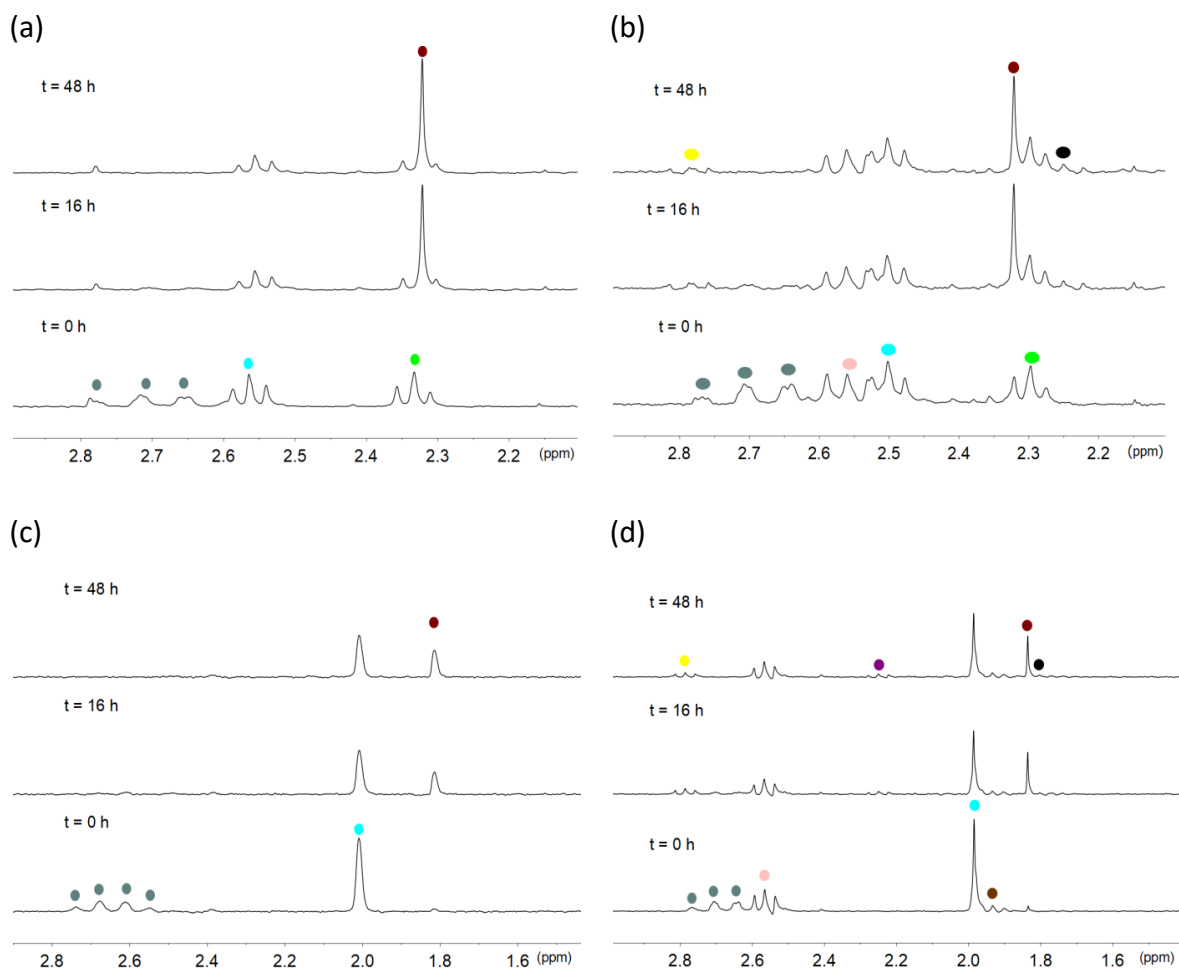 (a)
t = 48 h
t = 16 h
t = 0 h
2.8 2.7 2.6 2.5 2.4 2.3 2.2 (ppm)
(b)
t = 48 h
t = 16 h
t = 0 h
2.8 2.7 2.6 2.5 2.4 2.3 2.2 (ppm)
(c)
t = 48 h
t = 16 h
t = 0 h
2.8 2.6 2.4 2.2 2.0 1.8 1.6 (ppm)
(d)
t = 48 h
t = 16 h
t = 0 h
2.8 2.6 2.4 2.2 2.0 1.8 1.6 (ppm)